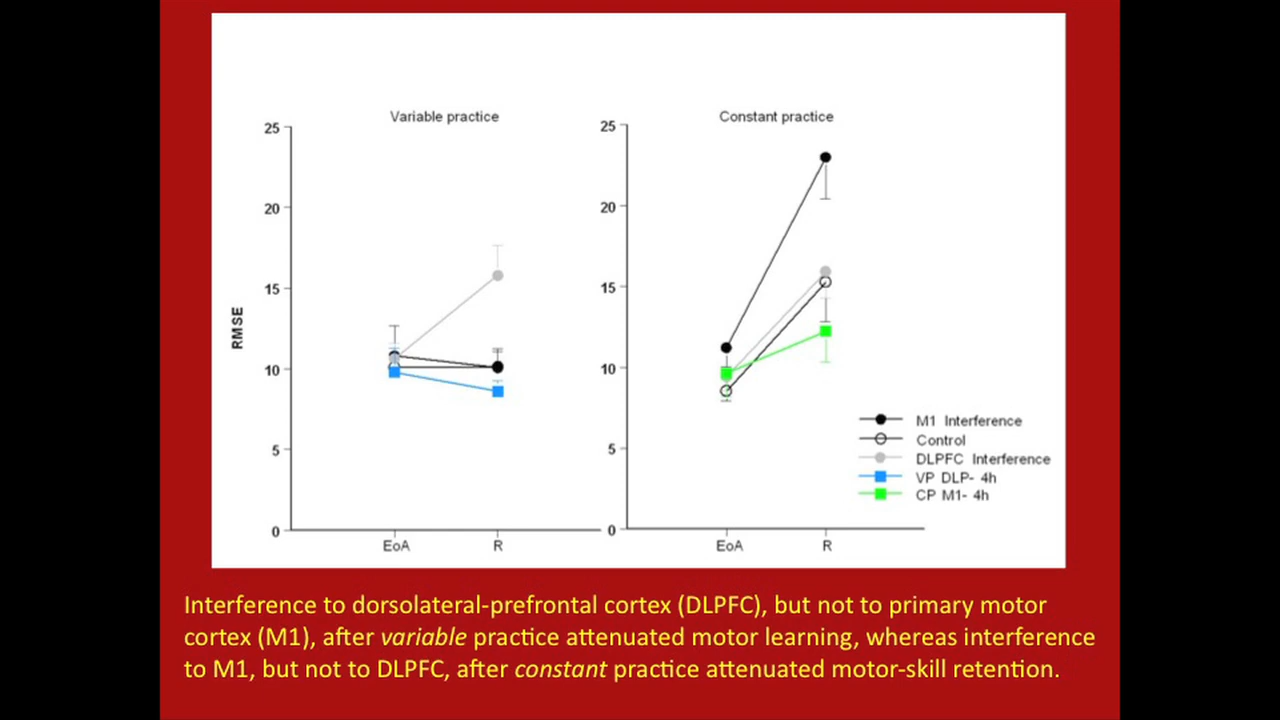 Variable practice
Constant practice
25
20
15
10
5
0
RMSE
EoA
R
25
20
15
10
5
0
EoA
R
M1 Interference
Control
DLPFC Interference
VP DLP- 4h
CP M1- 4h
Interference to dorsolateral-prefrontal cortex (DLPFC), but not to primary motor
cortex (M1), after variable practice attenuated motor learning, whereas interference
to M1, but not to DLPFC, after constant practice attenuated motor-skill retention.